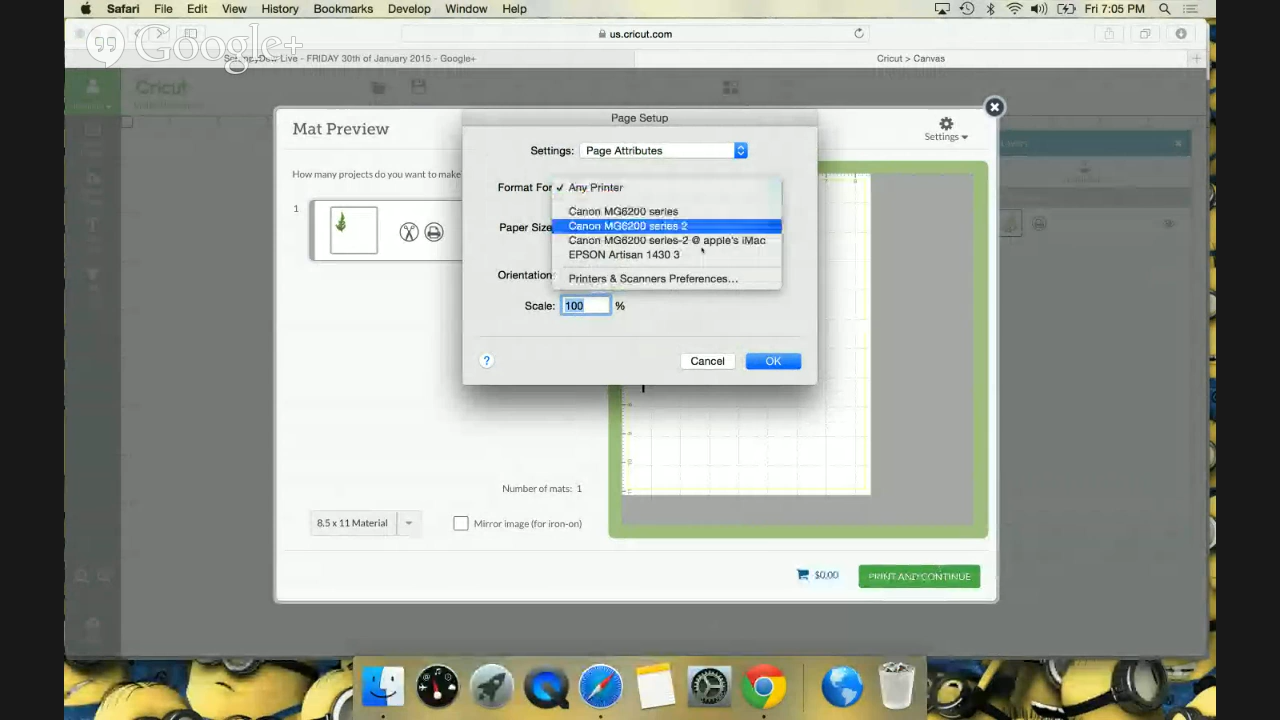 Safari File Edit View History Bookmarks Develop Window Help Fri 7:05 PM
Google+
us.cricut.com
Live - FRIDAY 30th of January 2015 - Google+
Cricut > Canvas
Cricut
Mat Preview
Settings
How many projects do you want to make
1
Page Setup
Settings: Page Attributes
Format For ✓ Any Printer
Canon MG6200 series
Canon MG6200 series 2
Canon MG6200 series-2 @ apple's iMac
EPSON Artisan 1430 3
Printers & Scanners Preferences...
Paper Size
Orientation
Scale: 100 %
? Cancel OK
Number of mats: 1
8.5 x 11 Material
Mirror image (for iron-on)
$0.00 PRINT AND CONTINUE